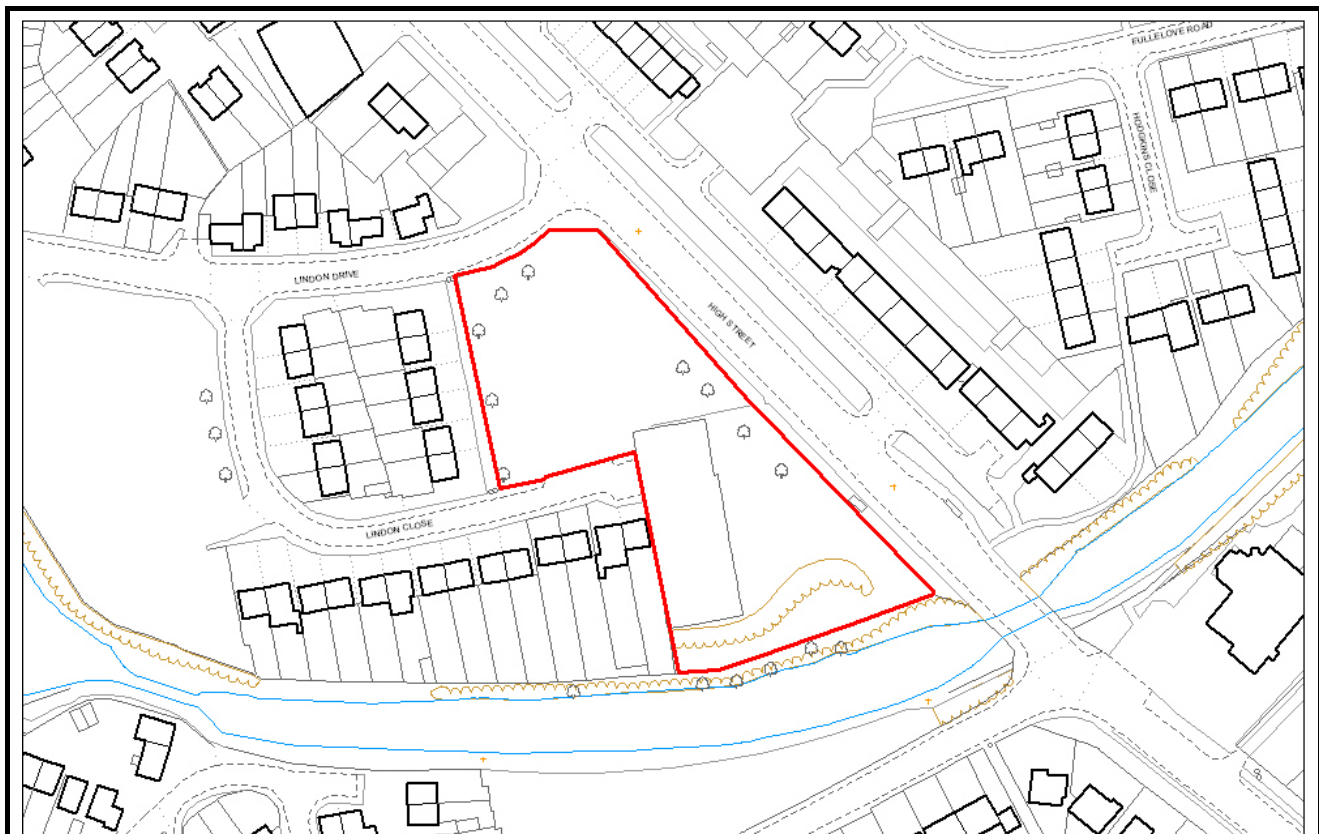 FULLELOVE ROAD
HODGKINS CLOSE
LINDON DRIVE
HIGH STREET
LINDON CLOSE